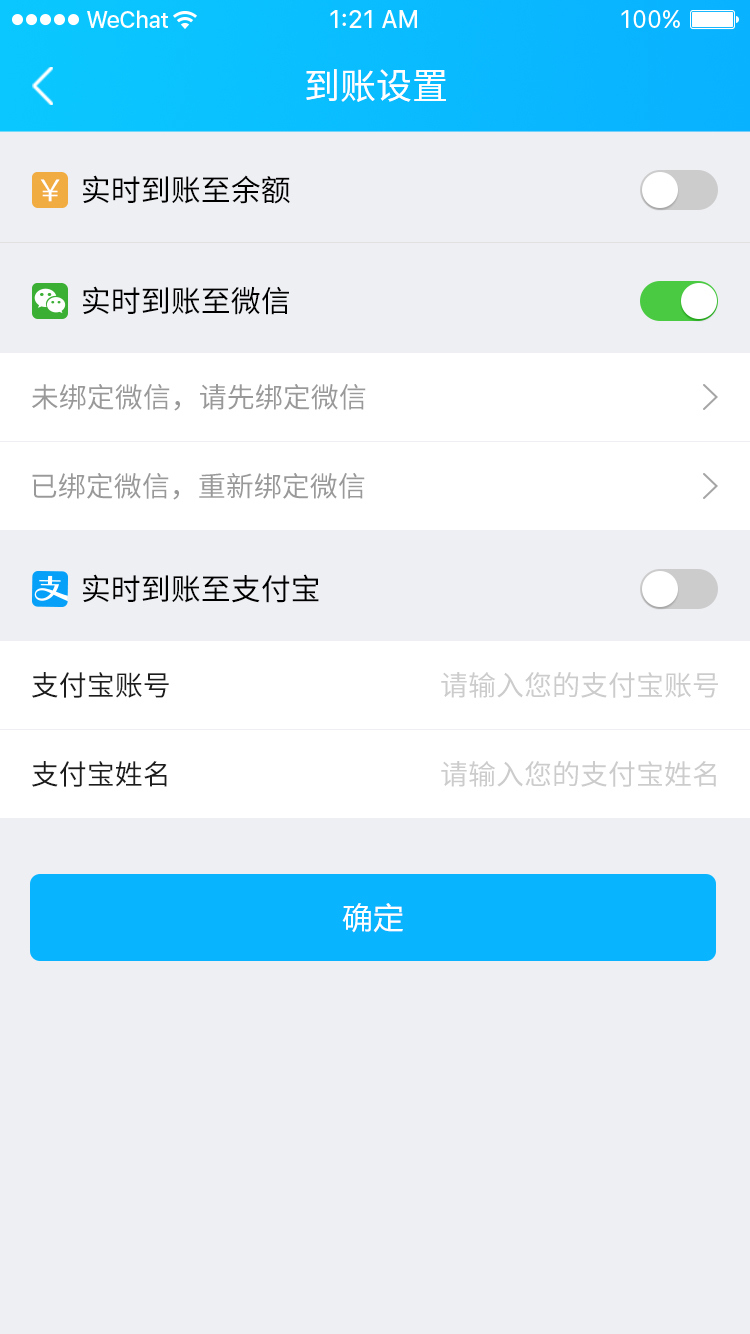 WeChat 1:21 AM 100%
到账设置
¥ 实时到账至余额
实时到账至微信
未绑定微信，请先绑定微信
已绑定微信，重新绑定微信
支 实时到账至支付宝
支付宝账号 请输入您的支付宝账号
支付宝姓名 请输入您的支付宝姓名
确定